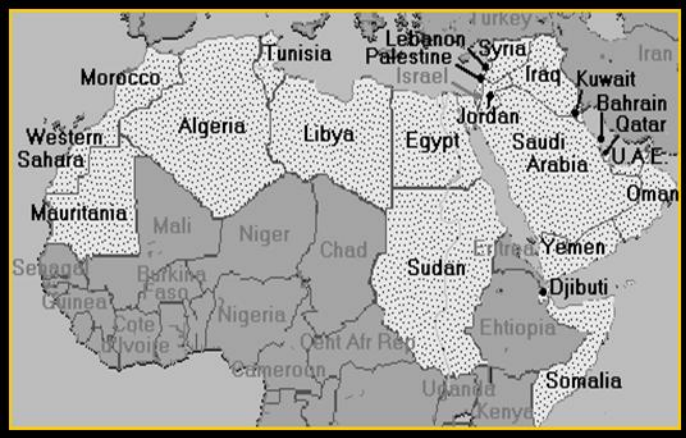 Turkey
Lebanon
Syria
Tunisia
Palestine
Iran
Israel
Iraq
Morocco
Kuwait
Bahrain
Qatar
Jordan
Algeria
Libya
Egypt
Saudi
Arabia
Western
Sahara
U.A.E
Oman
Mauritania
Mali
Niger
Chad
Eritrea
Yemen
Senegal
Sudan
Burkina
Faso
Djibuti
Guinea
Nigeria
Cote
d'Ivoire
Ehtiopia
Cent Afr Rep
Cameroon
Uganda
Somalia
Kenya